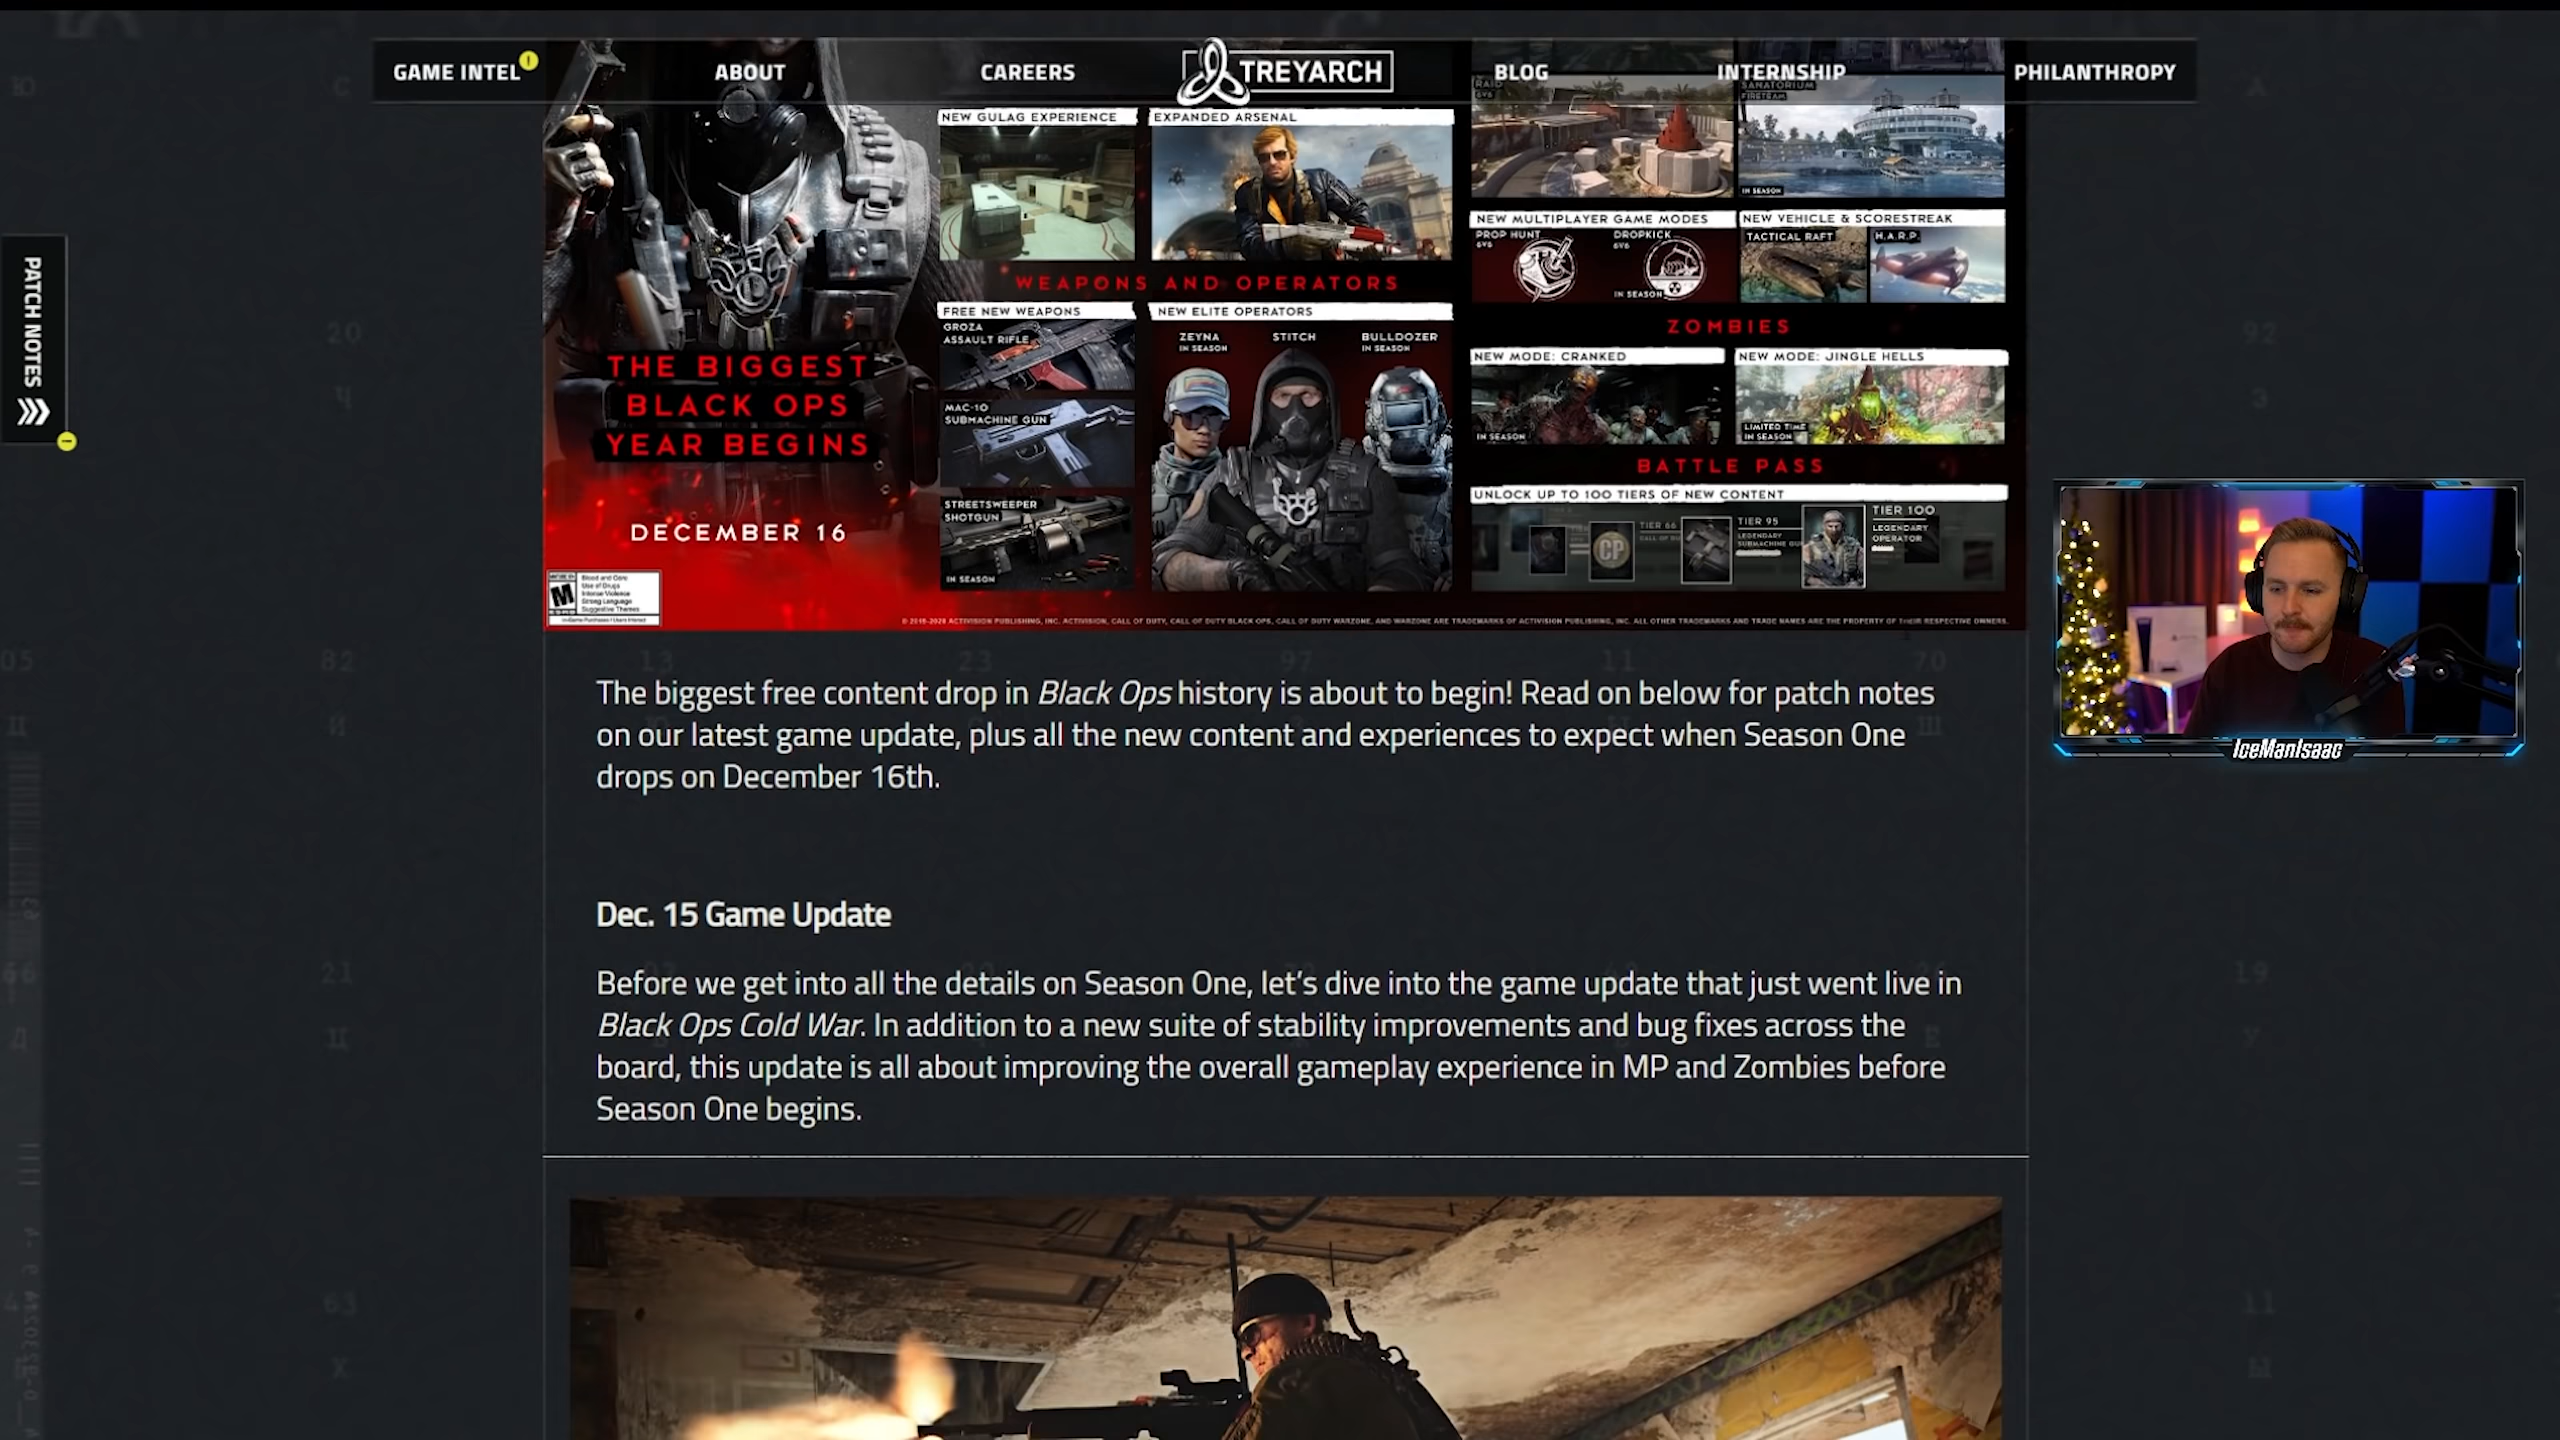 GAME INTEL
ABOUT
CAREERS
TREYARCH
BLOG
INTERNSHIP
PHILANTHROPY
PATCH NOTES
THE BIGGEST
BLACK OPS
YEAR BEGINS
DECEMBER 16
M
Blood and Gore
Use of Drugs
Intense Violence
Strong Language
Suggestive Themes
NEW GULAG EXPERIENCE
EXPANDED ARSENAL
WEAPONS AND OPERATORS
FREE NEW WEAPONS
GROZA
ASSAULT RIFLE
MAC-10
SUBMACHINE GUN
STREETSWEEPER
SHOTGUN
IN SEASON
NEW ELITE OPERATORS
ZEYNA
IN SEASON
STITCH
BULLDOZER
IN SEASON
RAID
6V6
SANATORIUM
FIRETEAM
IN SEASON
NEW MULTIPLAYER GAME MODES
PROP HUNT
6V6
DROPKICK
6V6
IN SEASON
NEW VEHICLE & SCORESTREAK
TACTICAL RAFT
H.A.R.P.
ZOMBIES
NEW MODE: CRANKED
IN SEASON
NEW MODE: JINGLE HELLS
LIMITED TIME
IN SEASON
BATTLE PASS
UNLOCK UP TO 100 TIERS OF NEW CONTENT
CP
TIER 66
TIER 95
LEGENDARY
SUBMACHINE GUN
TIER 100
LEGENDARY
OPERATOR
© 2019-2020 ACTIVISION PUBLISHING, INC. ACTIVISION, CALL OF DUTY, CALL OF DUTY BLACK OPS, CALL OF DUTY WARZONE, AND WARZONE ARE TRADEMARKS OF ACTIVISION PUBLISHING, INC. ALL OTHER TRADEMARKS AND TRADE NAMES ARE THE PROPERTY OF THEIR RESPECTIVE OWNERS.
IceManIsaac
The biggest free content drop in Black Ops history is about to begin! Read on below for patch notes
on our latest game update, plus all the new content and experiences to expect when Season One
drops on December 16th.
Dec. 15 Game Update
Before we get into all the details on Season One, let's dive into the game update that just went live in
Black Ops Cold War. In addition to a new suite of stability improvements and bug fixes across the
board, this update is all about improving the overall gameplay experience in MP and Zombies before
Season One begins.